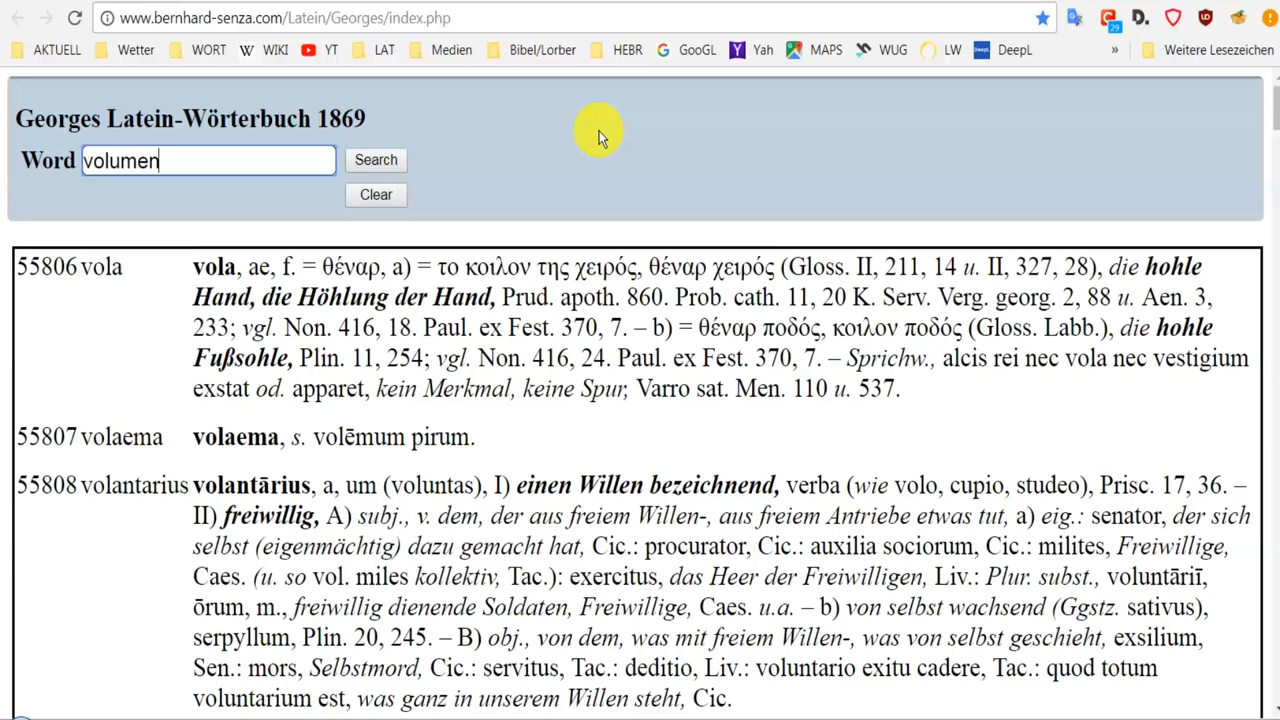 www.bernhard-senza.com/Latein/Georges/index.php
29
AKTUELL Wetter WORT WIKI YT LAT Medien Bibel/Lorber HEBR GooGL Yah MAPS WUG LW DeepL » Weitere Lesezeichen
Georges Latein-Wörterbuch 1869
Word volumen Search
Clear
55806 vola vola, ae, f. = θέναρ, a) = το κοιλον της χειρός, θέναρ χειρός (Gloss. II, 211, 14 u. II, 327, 28), die hohle
Hand, die Höhlung der Hand, Prud. apoth. 860. Prob. cath. 11, 20 K. Serv. Verg. georg. 2, 88 u. Aen. 3,
233; vgl. Non. 416, 18. Paul. ex Fest. 370, 7. – b) = θέναρ ποδός, κοιλον ποδός (Gloss. Labb.), die hohle
Fußsohle, Plin. 11, 254; vgl. Non. 416, 24. Paul. ex Fest. 370, 7. – Sprichw., alcis rei nec vola nec vestigium
exstat od. apparet, kein Merkmal, keine Spur, Varro sat. Men. 110 u. 537.
55807 volaema volaema, s. volēmum pirum.
55808 volantarius volantārius, a, um (voluntas), I) einen Willen bezeichnend, verba (wie volo, cupio, studeo), Prisc. 17, 36. –
II) freiwillig, A) subj., v. dem, der aus freiem Willen-, aus freiem Antriebe etwas tut, a) eig.: senator, der sich
selbst (eigenmächtig) dazu gemacht hat, Cic.: procurator, Cic.: auxilia sociorum, Cic.: milites, Freiwillige,
Caes. (u. so vol. miles kollektiv, Tac.): exercitus, das Heer der Freiwilligen, Liv.: Plur. subst., voluntāriī,
ōrum, m., freiwillig dienende Soldaten, Freiwillige, Caes. u.a. – b) von selbst wachsend (Ggstz. sativus),
serpyllum, Plin. 20, 245. – B) obj., von dem, was mit freiem Willen-, was von selbst geschieht, exsilium,
Sen.: mors, Selbstmord, Cic.: servitus, Tac.: deditio, Liv.: voluntario exitu cadere, Tac.: quod totum
voluntarium est, was ganz in unserem Willen steht, Cic.